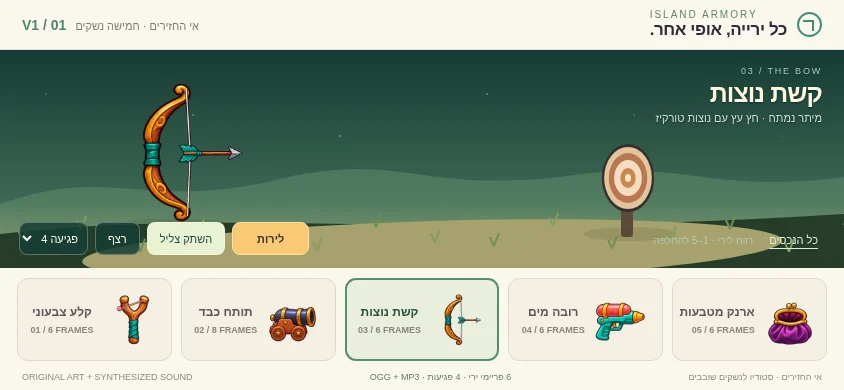 ISLAND ARMORY
כל ירייה, אופי אחר.
אי החזירים · חמישה נשקים
V1 / 01
03 / THE BOW
קשת נוצות
מיתר נמתח · חץ עץ עם נוצות טורקיז
לירות
השתק צליל
רצף
פגיעה 4
כל הנכסים
רווח לירי · 1–5 להחלפה
ארנק מטבעות
05 / 6 FRAMES
רובה מים
04 / 6 FRAMES
קשת נוצות
03 / 6 FRAMES
תותח כבד
02 / 8 FRAMES
קלע צבעוני
01 / 6 FRAMES
אי החזירים · סטודיו לנשקים שובבים
6 פריימי ירי · 4 פגיעות · OGG + MP3
ORIGINAL ART + SYNTHESIZED SOUND